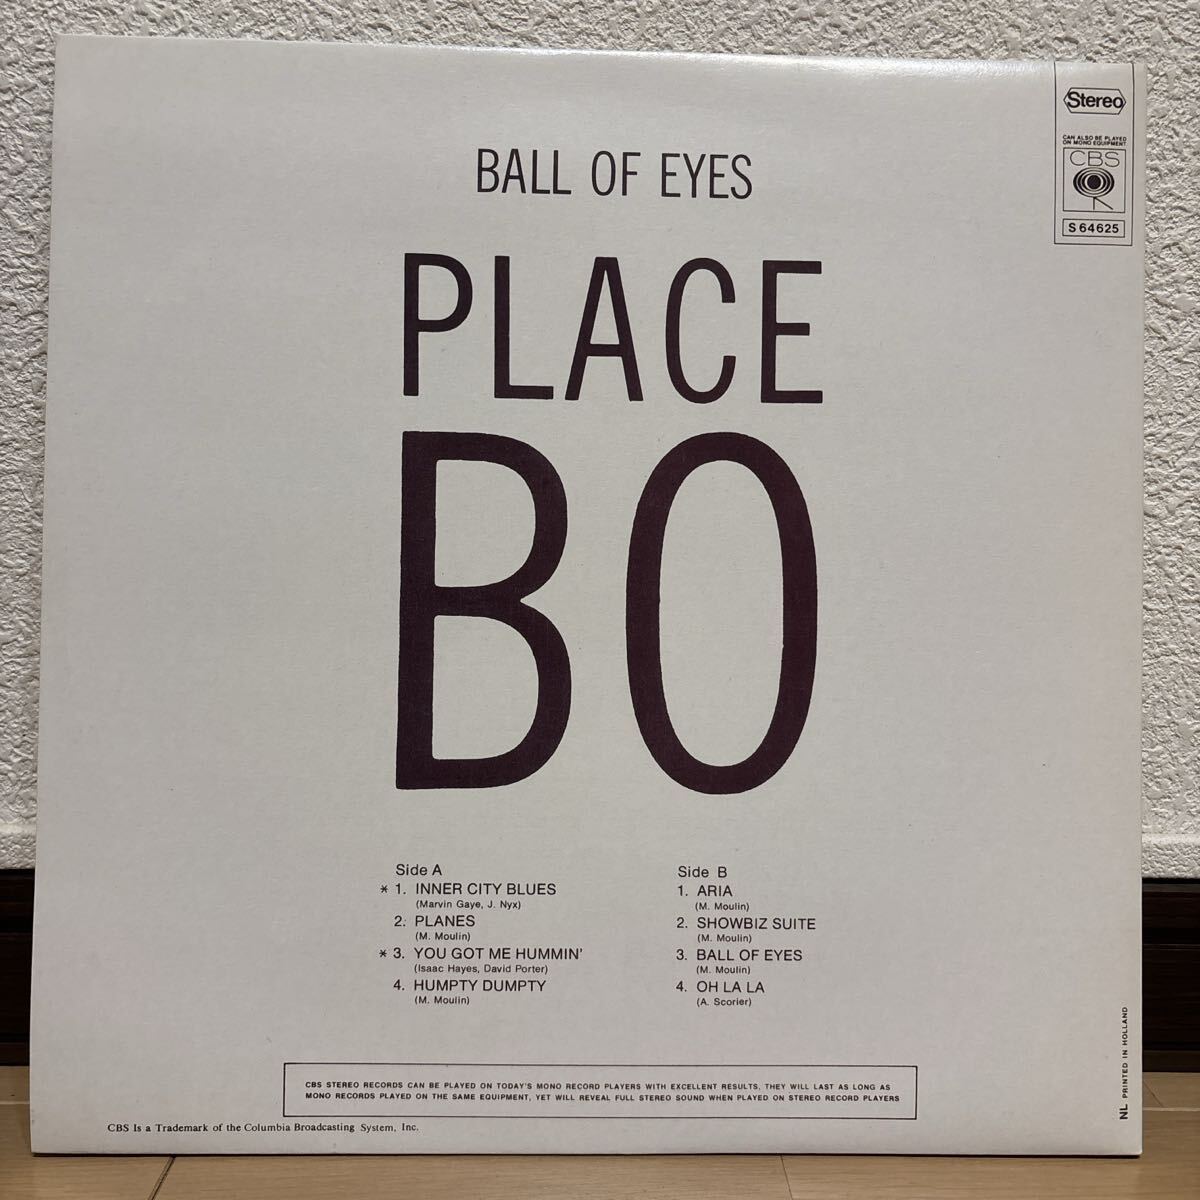 Stereo
CAN ALSO BE PLAYED
ON MONO EQUIPMENT
CBS
S 64625
BALL OF EYES
PLACE
BO
Side A
* 1. INNER CITY BLUES
(Marvin Gaye, J. Nyx)
2. PLANES
(M. Moulin)
* 3. YOU GOT ME HUMMIN'
(Isaac Hayes, David Porter)
4. HUMPTY DUMPTY
(M. Moulin)
Side B
1. ARIA
(M. Moulin)
2. SHOWBIZ SUITE
(M. Moulin)
3. BALL OF EYES
(M. Moulin)
4. OH LA LA
(A. Scorier)
CBS STEREO RECORDS CAN BE PLAYED ON TODAY'S MONO RECORD PLAYERS WITH EXCELLENT RESULTS. THEY WILL LAST AS LONG AS
MONO RECORDS PLAYED ON THE SAME EQUIPMENT, YET WILL REVEAL FULL STEREO SOUND WHEN PLAYED ON STEREO RECORD PLAYERS
CBS Is a Trademark of the Columbia Broadcasting System, Inc.
NL PRINTED IN HOLLAND